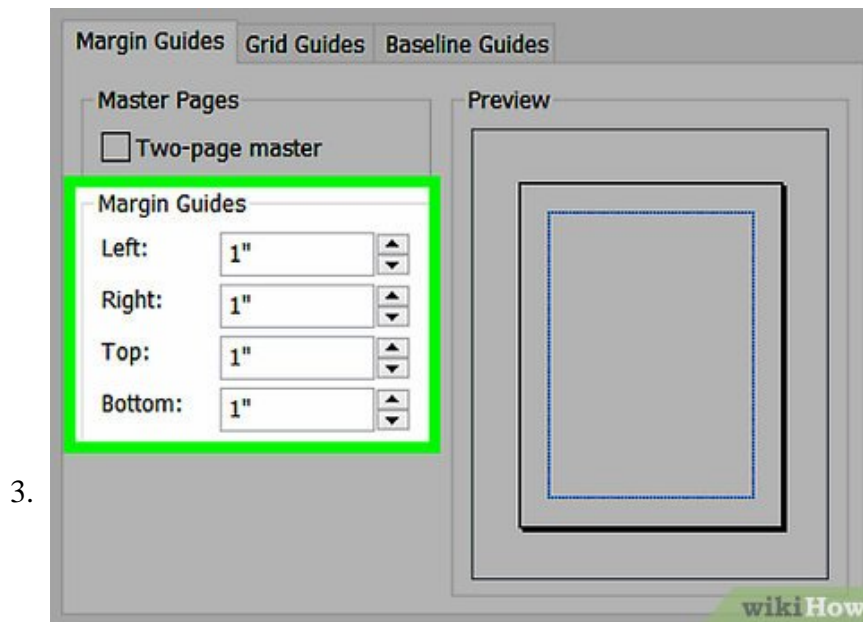 Margin Guides Grid Guides Baseline Guides
Master Pages
Two-page master
Margin Guides
Left: 1"
Right: 1"
Top: 1"
Bottom: 1"
Preview
3.
wikiHow